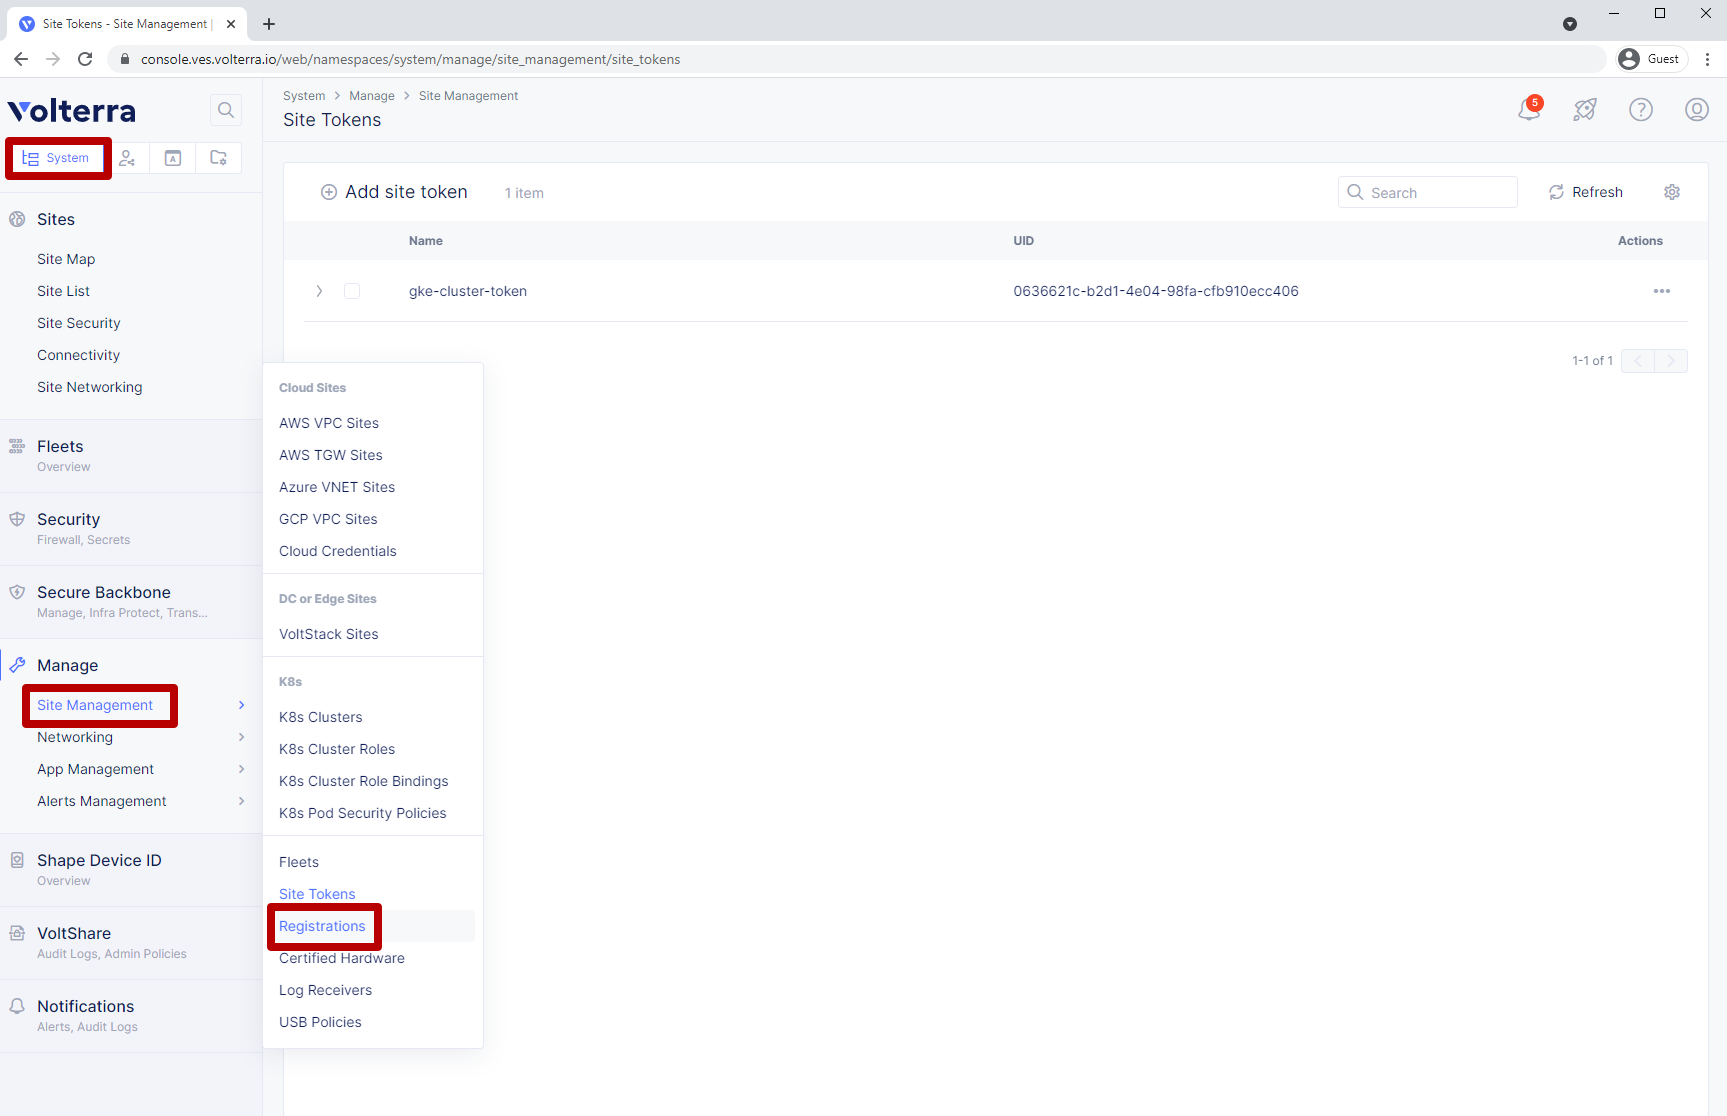 Site Tokens - Site Management |
console.ves.volterra.io/web/namespaces/system/manage/site_management/site_tokens
Guest
Volterra
System
System > Manage > Site Management
Site Tokens
5
Add site token
1 item
Search
Refresh
Name UID Actions
gke-cluster-token 0636621c-b2d1-4e04-98fa-cfb910ecc406
1-1 of 1
Sites
Site Map
Site List
Site Security
Connectivity
Site Networking
Fleets
Overview
Security
Firewall, Secrets
Secure Backbone
Manage, Infra Protect, Trans...
Manage
Site Management
Networking
App Management
Alerts Management
Shape Device ID
Overview
VoltShare
Audit Logs, Admin Policies
Notifications
Alerts, Audit Logs
Cloud Sites
AWS VPC Sites
AWS TGW Sites
Azure VNET Sites
GCP VPC Sites
Cloud Credentials
DC or Edge Sites
VoltStack Sites
K8s
K8s Clusters
K8s Cluster Roles
K8s Cluster Role Bindings
K8s Pod Security Policies
Fleets
Site Tokens
Registrations
Certified Hardware
Log Receivers
USB Policies